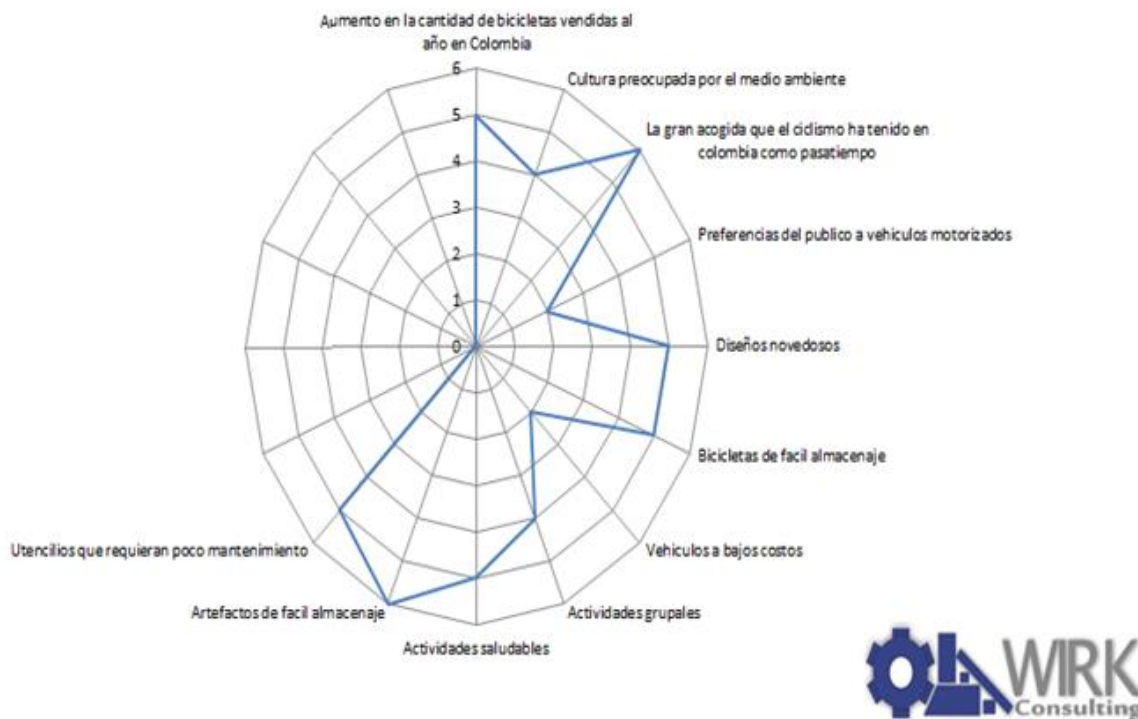 Aumento en la cantidad de bicicletas vendidas al
año en Colombia
6
5
4
3
2
1
0
Cultura preocupada por el medio ambiente
La gran acogida que el ciclismo ha tenido en
colombia como pasatiempo
Preferencias del publico a vehiculos motorizados
Diseños novedosos
Bicicletas de facil almacenaje
Vehiculos a bajos costos
Actividades grupales
Actividades saludables
Artefactos de facil almacenaje
Utencilios que requieran poco mantenimiento
WIRK
Consulting